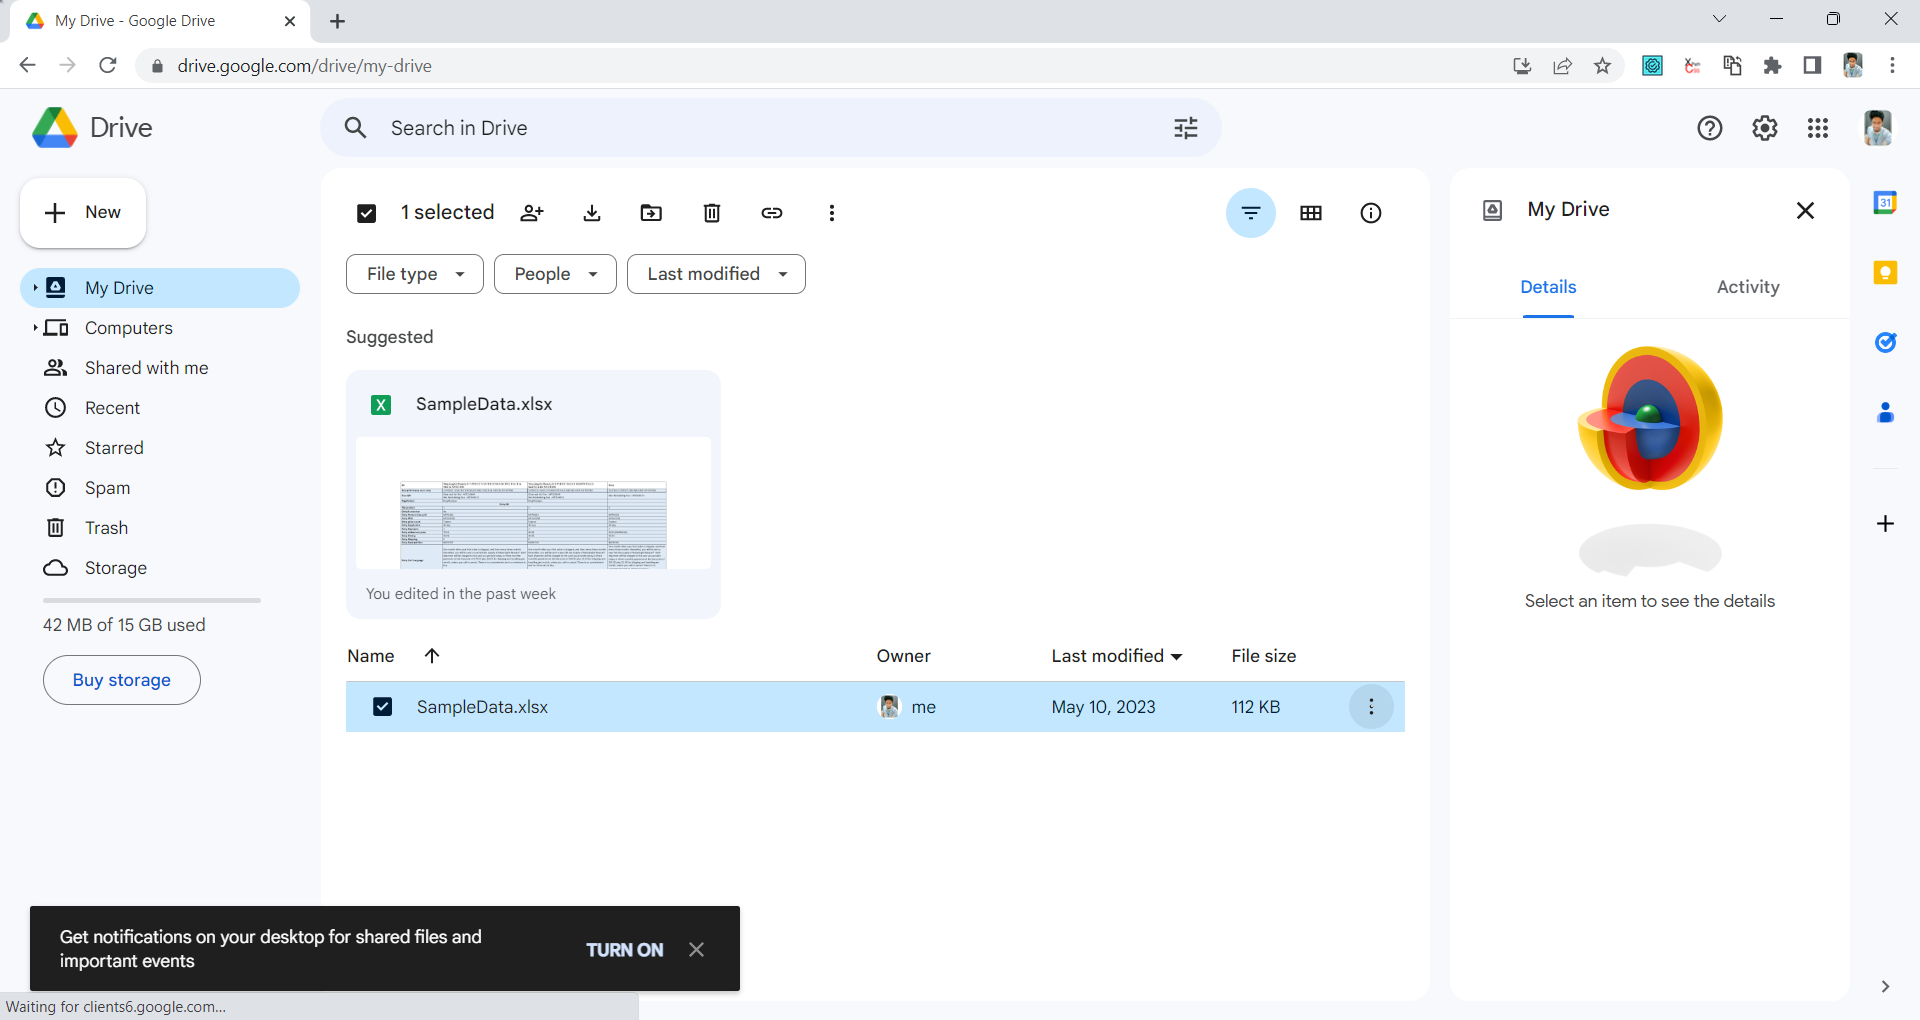 My Drive - Google Drive
drive.google.com/drive/my-drive
Drive
Search in Drive
New
1 selected
My Drive
File type
People
Last modified
My Drive
Details
Activity
Computers
Suggested
Shared with me
Recent
SampleData.xlsx
Starred
Spam
Trash
Storage
You edited in the past week
42 MB of 15 GB used
Select an item to see the details
Buy storage
Name
Owner
Last modified
File size
SampleData.xlsx
me
May 10, 2023
112 KB
Get notifications on your desktop for shared files and
important events
TURN ON
Waiting for clients6.google.com...
31